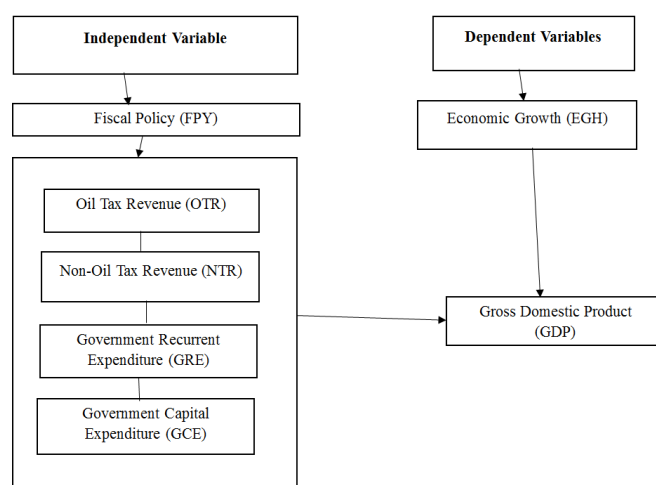 Independent Variable
Dependent Variables
Fiscal Policy (FPY)
Economic Growth (EGH)
Oil Tax Revenue (OTR)
Non-Oil Tax Revenue (NTR)
Government Recurrent
Expenditure (GRE)
Government Capital
Expenditure (GCE)
Gross Domestic Product
(GDP)